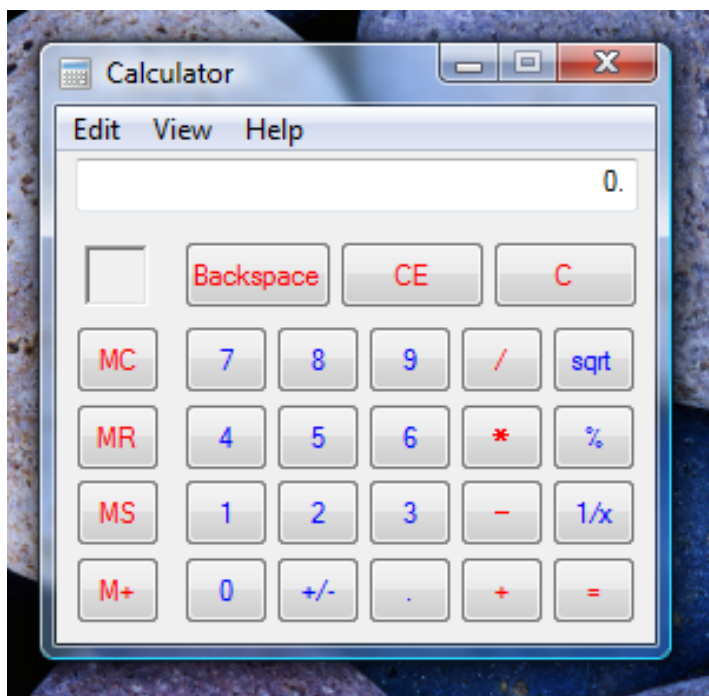 Calculator
Edit View Help
0.
Backspace CE C
MC 7 8 9 / sqrt
MR 4 5 6 * %
MS 1 2 3 - 1/x
M+ 0 +/- . + =